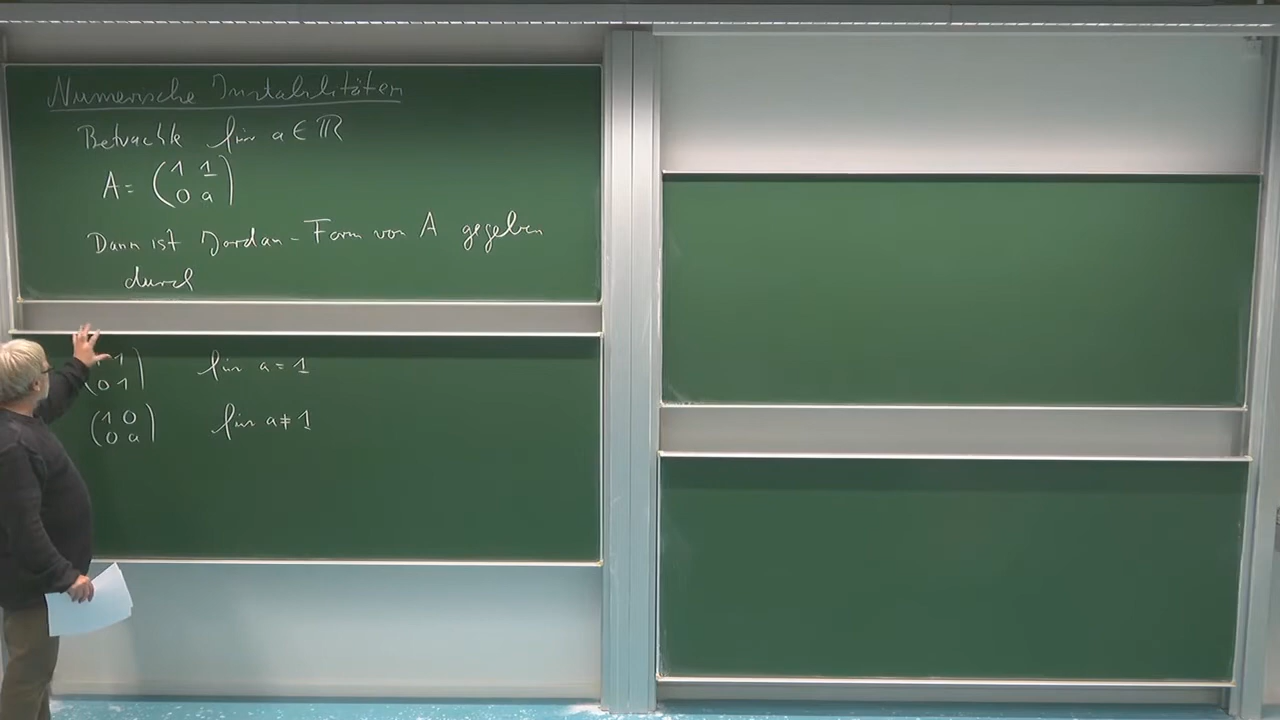 Numerische Instabilitäten
Betrachte für a ∈ ℝ
A = (1 1
0 a)
Dann ist Jordan-Form von A gegeben
durch
(1 1
0 1) für a = 1
(1 0
0 a) für a ≠ 1